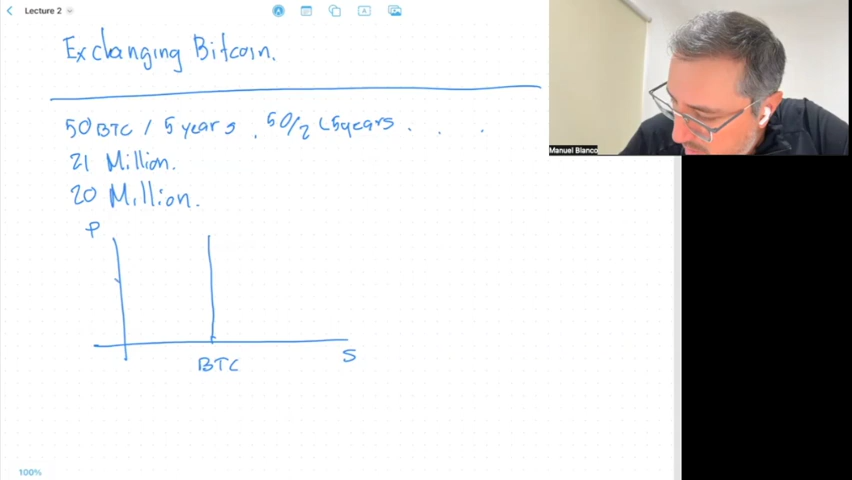 Lecture 2
Exchanging Bitcoin.
50 BTC / 5 years , 50/2 (5years . . .
21 Million.
20 Million.
P
BTC
S
Manuel Blanco
100%